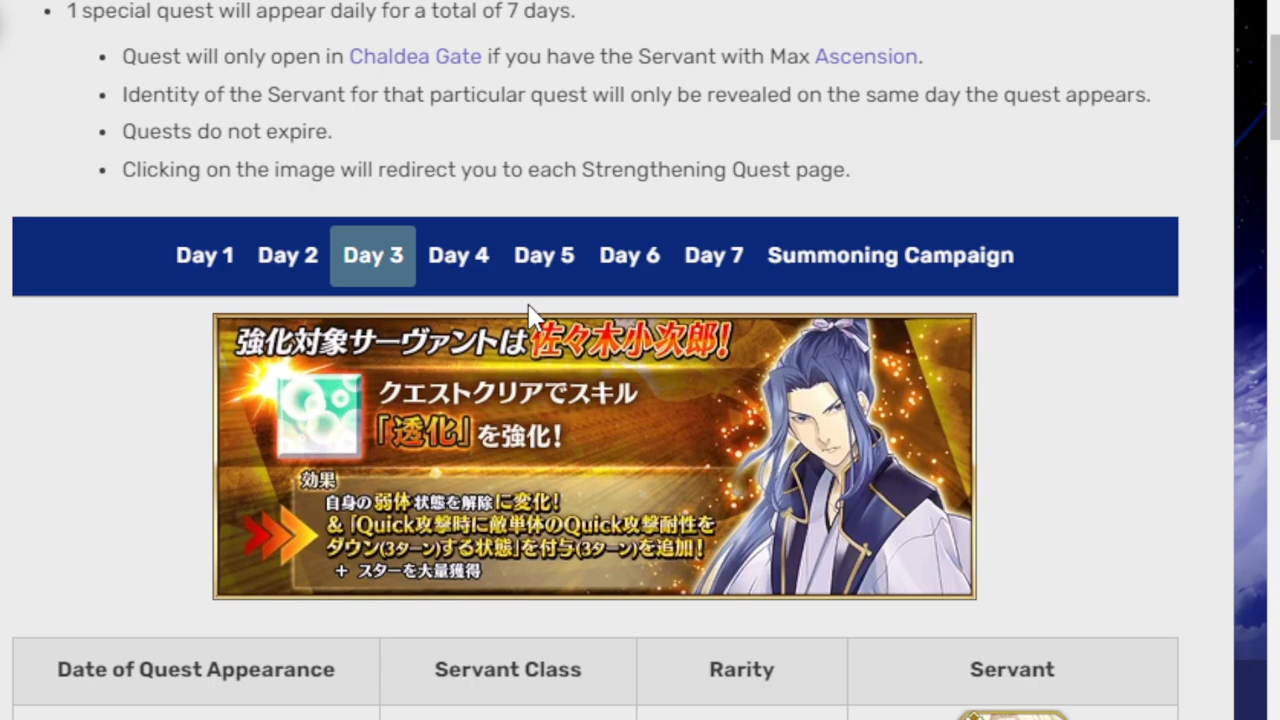 • 1 special quest will appear daily for a total of 7 days.
• Quest will only open in Chaldea Gate if you have the Servant with Max Ascension.
• Identity of the Servant for that particular quest will only be revealed on the same day the quest appears.
• Quests do not expire.
• Clicking on the image will redirect you to each Strengthening Quest page.
Day 1 Day 2 Day 3 Day 4 Day 5 Day 6 Day 7 Summoning Campaign
強化対象サーヴァントは佐々木小次郎!
クエストクリアでスキル
「透化」を強化!
効果
自身の弱体状態を解除に変化!
&「Quick攻撃時に敵単体のQuick攻撃耐性を
ダウン(3ターン)する状態」を付与(3ターン)を追加!
+ スターを大量獲得
Date of Quest Appearance Servant Class Rarity Servant